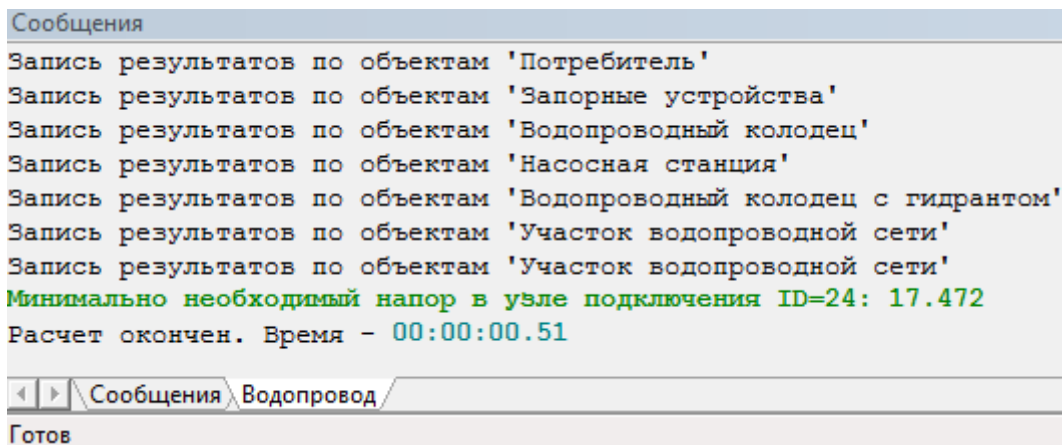 Сообщения
Запись результатов по объектам 'Потребитель'
Запись результатов по объектам 'Запорные устройства'
Запись результатов по объектам 'Водопроводный колодец'
Запись результатов по объектам 'Насосная станция'
Запись результатов по объектам 'Водопроводный колодец с гидрантом'
Запись результатов по объектам 'Участок водопроводной сети'
Запись результатов по объектам 'Участок водопроводной сети'
Минимально необходимый напор в узле подключения ID=24: 17.472
Расчет окончен. Время - 00:00:00.51
Сообщения Водопровод
Готов